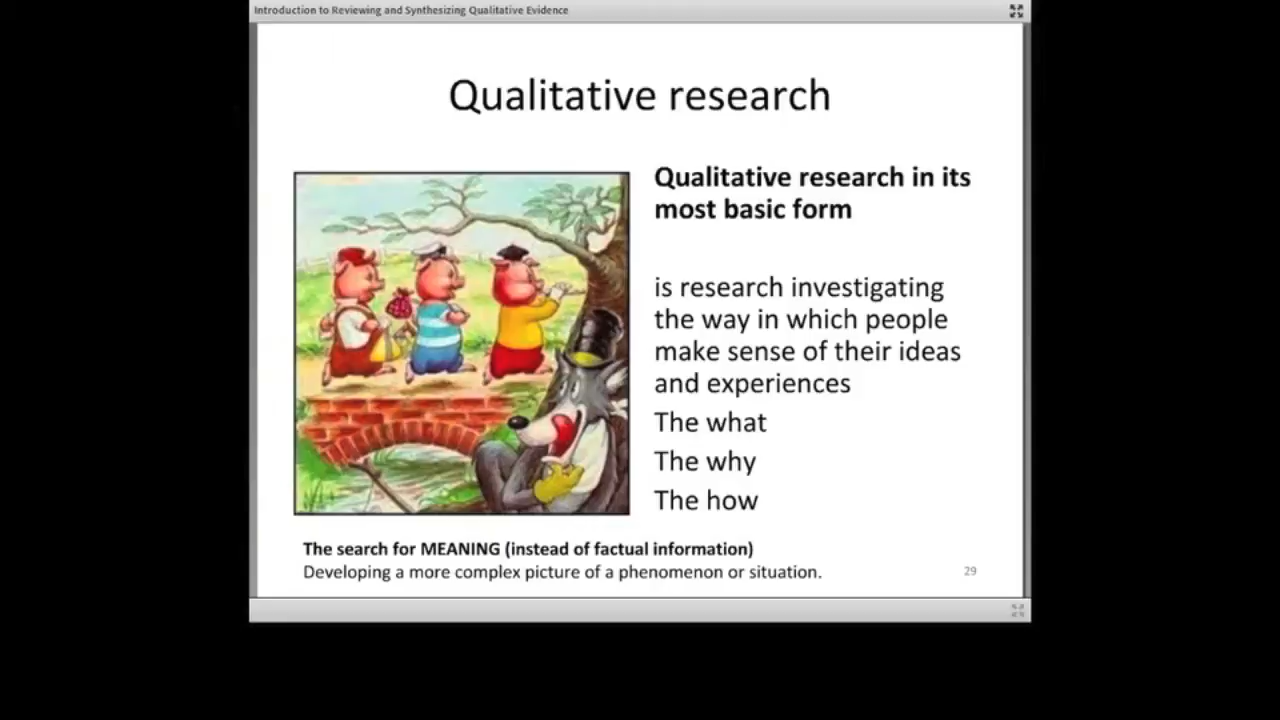 Introduction to Reviewing and Synthesizing Qualitative Evidence
Qualitative research
Qualitative research in its
most basic form
is research investigating
the way in which people
make sense of their ideas
and experiences
The what
The why
The how
The search for MEANING (instead of factual information)
Developing a more complex picture of a phenomenon or situation.
29